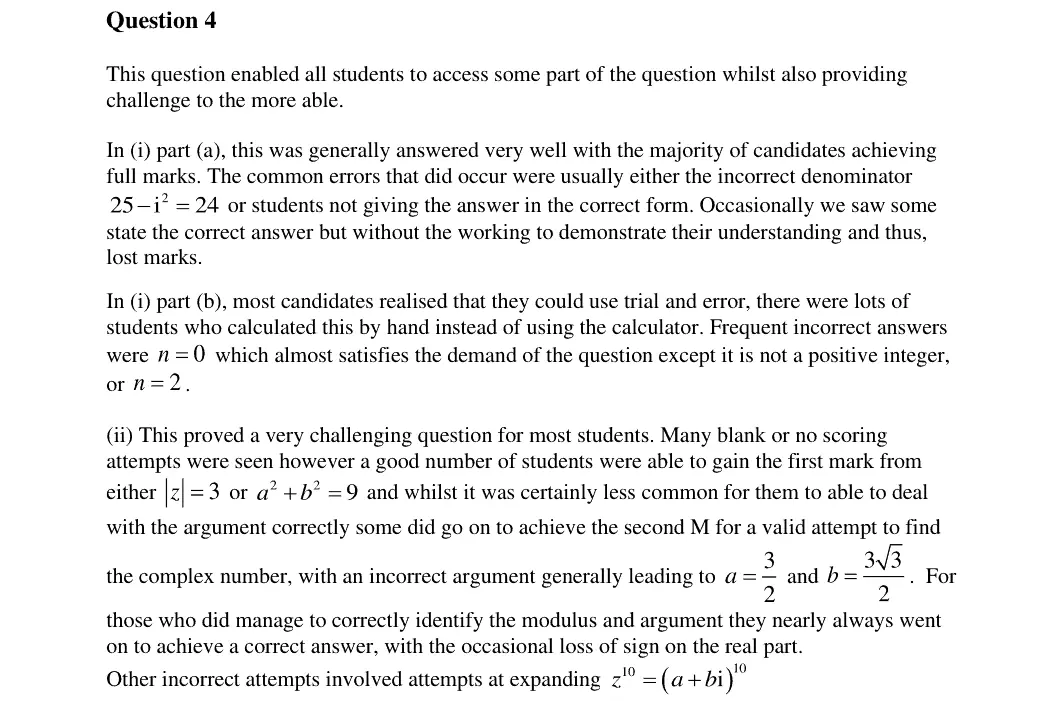 Question 4
This question enabled all students to access some part of the question whilst also providing
challenge to the more able.
In (i) part (a), this was generally answered very well with the majority of candidates achieving
full marks. The common errors that did occur were usually either the incorrect denominator
25 − i² = 24 or students not giving the answer in the correct form. Occasionally we saw some
state the correct answer but without the working to demonstrate their understanding and thus,
lost marks.
In (i) part (b), most candidates realised that they could use trial and error, there were lots of
students who calculated this by hand instead of using the calculator. Frequent incorrect answers
were n = 0 which almost satisfies the demand of the question except it is not a positive integer,
or n = 2.
(ii) This proved a very challenging question for most students. Many blank or no scoring
attempts were seen however a good number of students were able to gain the first mark from
either |z| = 3 or a² + b² = 9 and whilst it was certainly less common for them to able to deal
with the argument correctly some did go on to achieve the second M for a valid attempt to find
the complex number, with an incorrect argument generally leading to a = 3/2 and b = 3√3/2. For
those who did manage to correctly identify the modulus and argument they nearly always went
on to achieve a correct answer, with the occasional loss of sign on the real part.
Other incorrect attempts involved attempts at expanding z¹⁰ = (a + bi)¹⁰